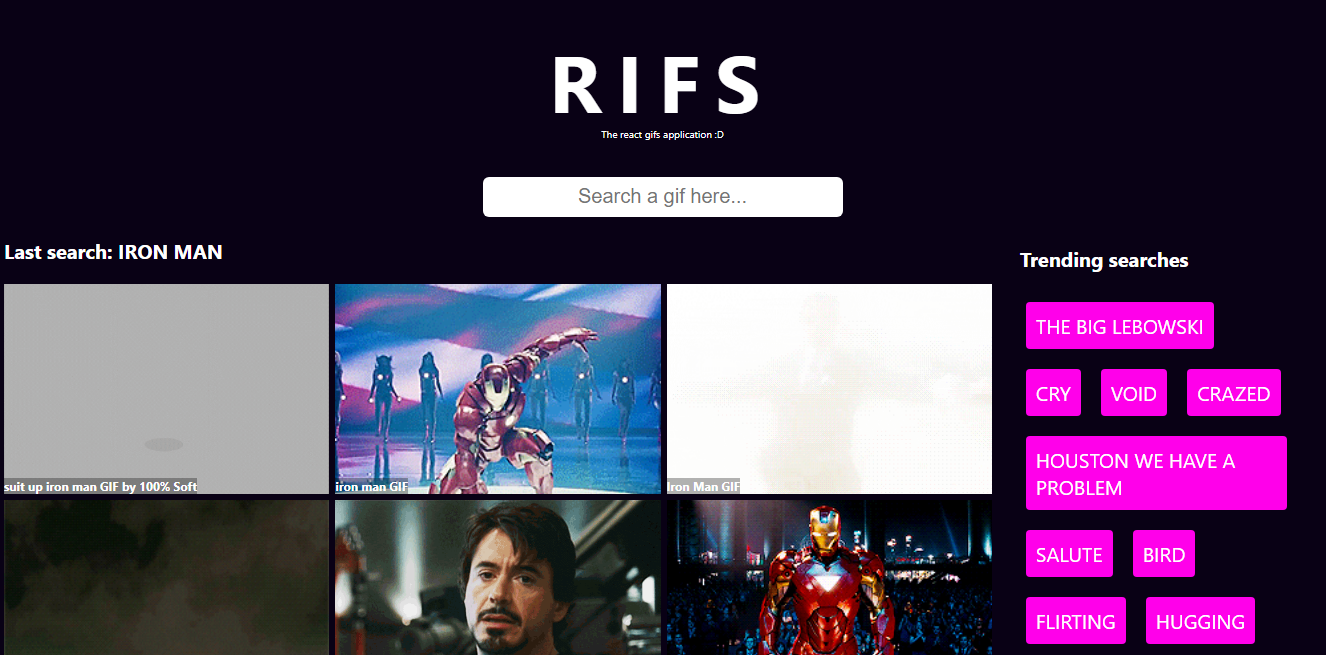 RIFS
The react gifs application :D
Search a gif here...
Last search: IRON MAN
suit up iron man GIF by 100% Soft
iron man GIF
Iron Man GIF
Trending searches
THE BIG LEBOWSKI
CRY
VOID
CRAZED
HOUSTON WE HAVE A
PROBLEM
SALUTE
BIRD
FLIRTING
HUGGING